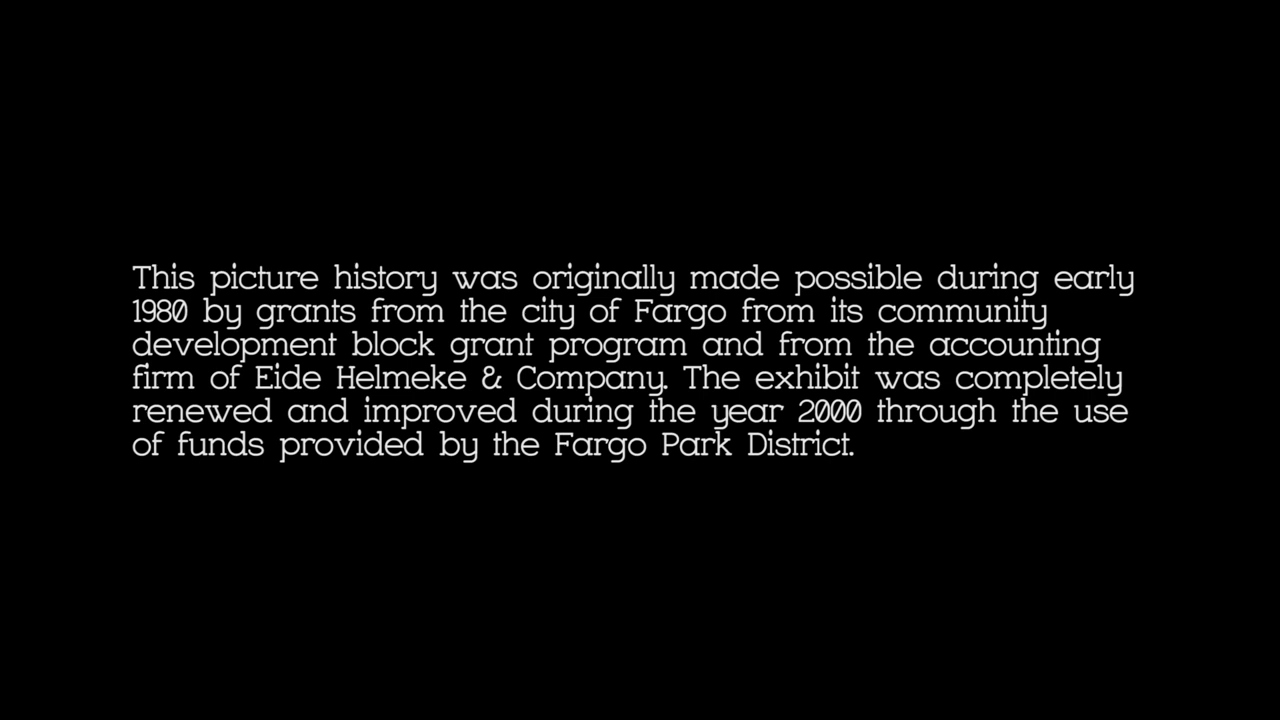 This picture history was originally made possible during early
1980 by grants from the city of Fargo from its community
development block grant program and from the accounting
firm of Eide Helmeke & Company. The exhibit was completely
renewed and improved during the year 2000 through the use
of funds provided by the Fargo Park District.